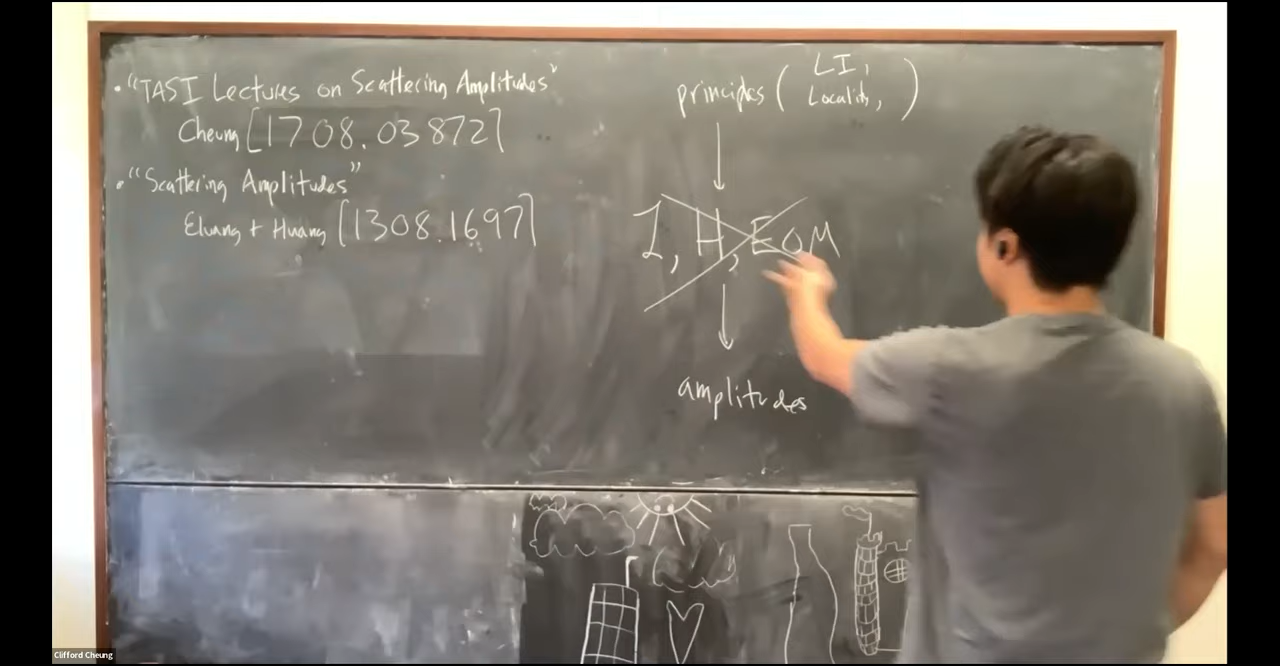 • "TASI Lectures on Scattering Amplitudes"
Cheung [1708.03872]
• "Scattering Amplitudes"
Elvang + Huang [1308.1697]
principles ( LI,
Locality, )
L, H, EOM
amplitudes
Clifford Cheung